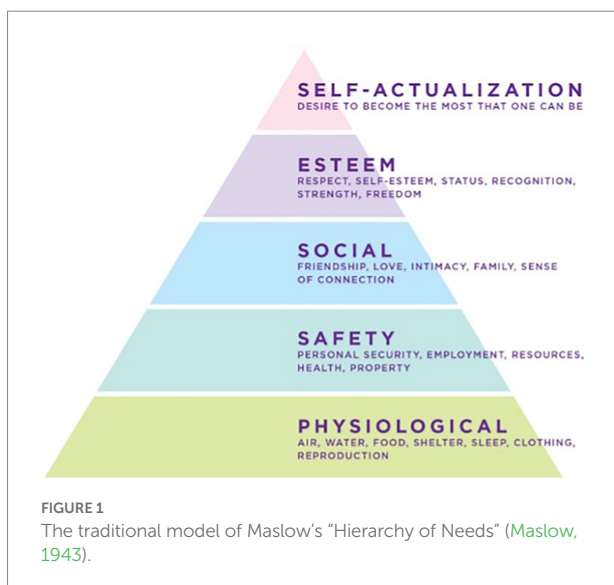 SELF-ACTUALIZATION
DESIRE TO BECOME THE MOST THAT ONE CAN BE
ESTEEM
RESPECT, SELF-ESTEEM, STATUS, RECOGNITION,
STRENGTH, FREEDOM
SOCIAL
FRIENDSHIP, LOVE, INTIMACY, FAMILY, SENSE
OF CONNECTION
SAFETY
PERSONAL SECURITY, EMPLOYMENT, RESOURCES,
HEALTH, PROPERTY
PHYSIOLOGICAL
AIR, WATER, FOOD, SHELTER, SLEEP, CLOTHING,
REPRODUCTION
FIGURE 1
The traditional model of Maslow’s “Hierarchy of Needs” (Maslow,
1943).